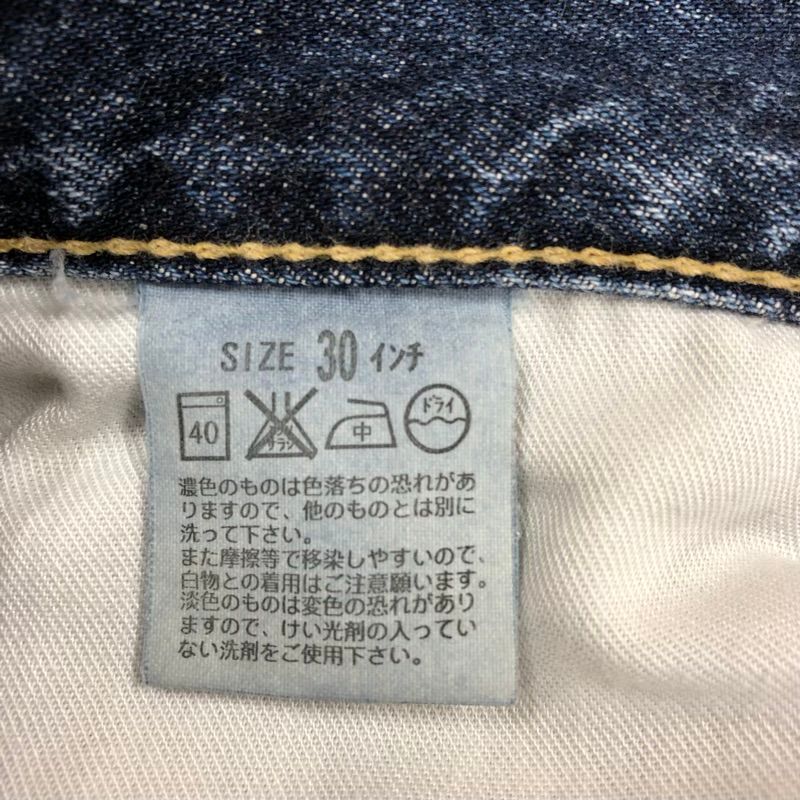 SIZE 30 インチ
40 エンソ サラシ 中 ドライ
濃色のものは色落ちの恐れがあ
りますので、他のものとは別に
洗って下さい。
また摩擦等で移染しやすいので、
白物との着用はご注意願います。
淡色のものは変色の恐れがあり
ますので、けい光剤の入ってい
ない洗剤をご使用下さい。